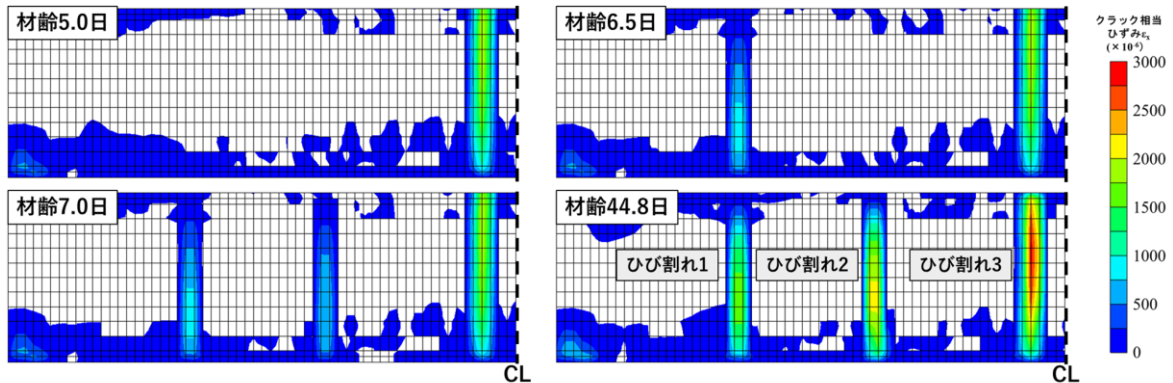 材齢5.0日
材齢6.5日
クラック相当
ひずみεx
(×10⁻⁶)
3000
2500
2000
1500
1000
500
0
材齢7.0日
材齢44.8日
ひび割れ1
ひび割れ2
ひび割れ3
CL
CL